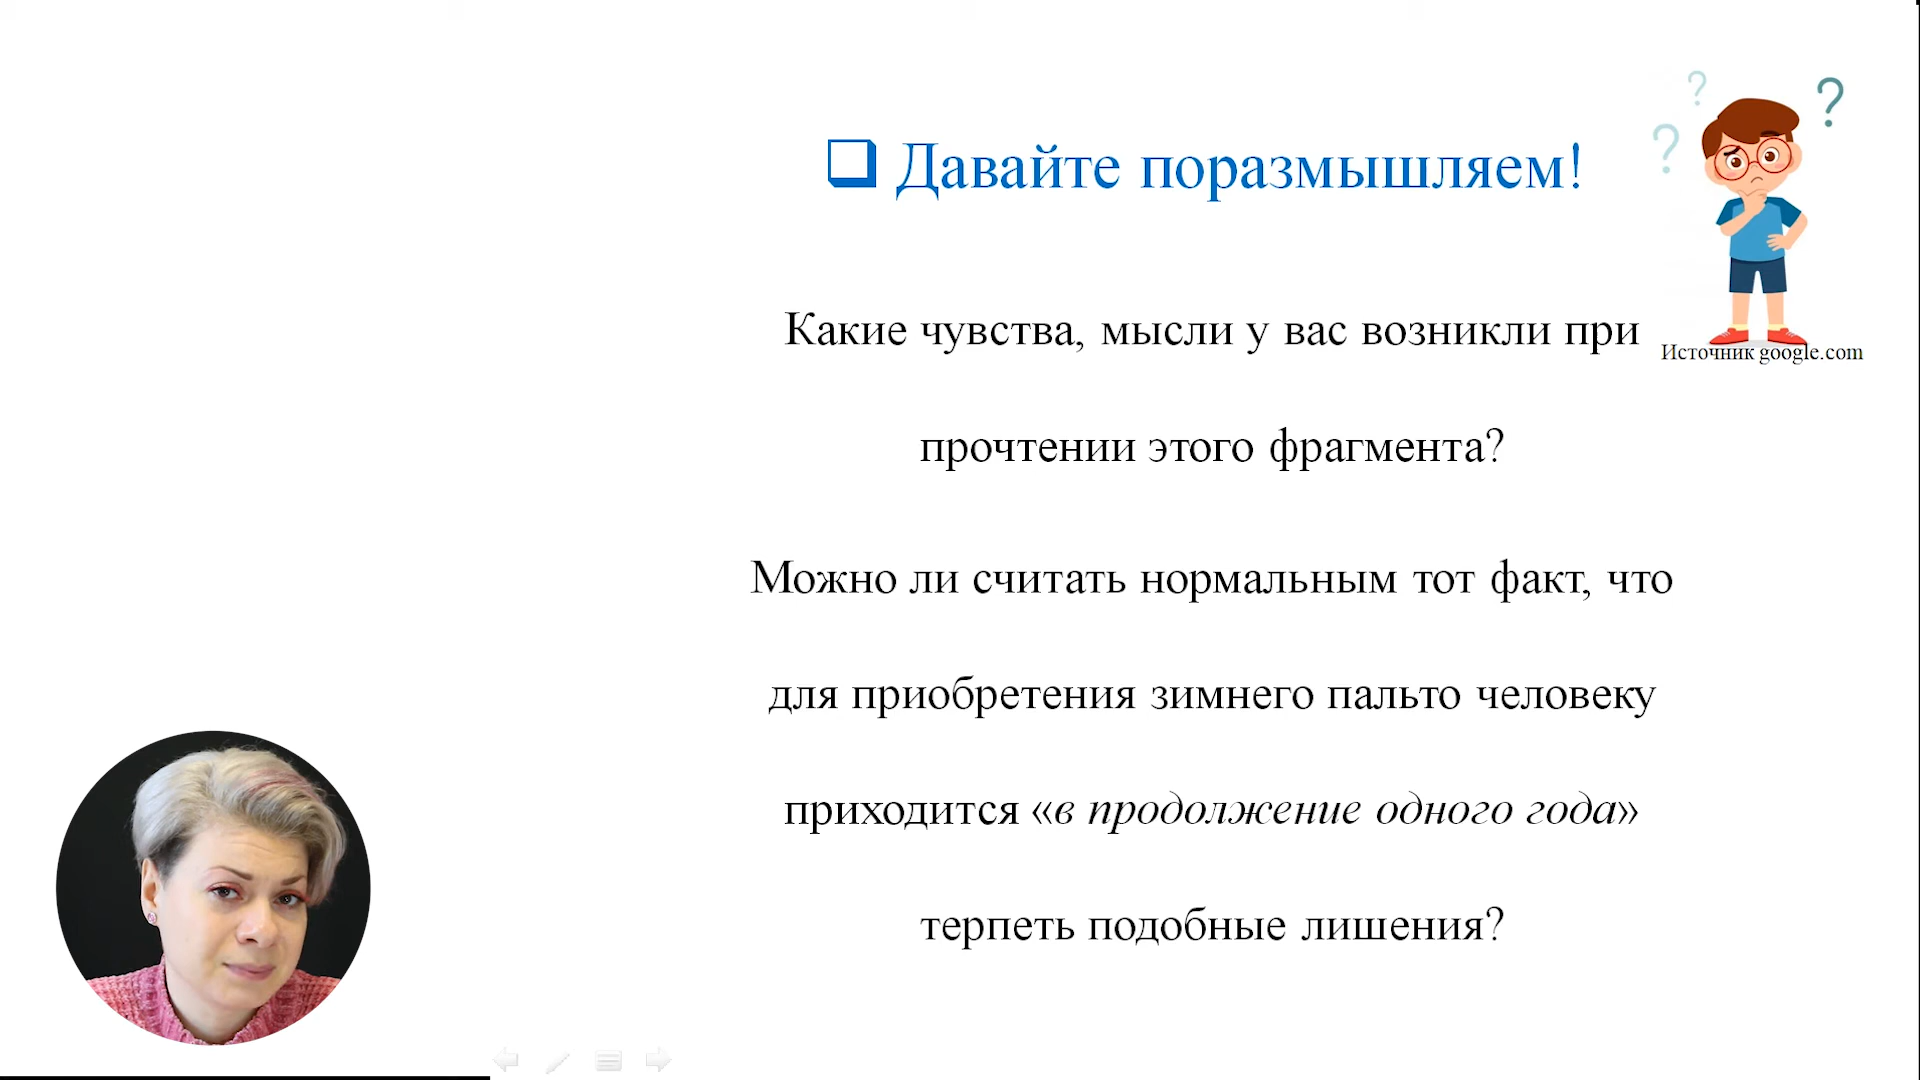 Давайте поразмышляем!
Какие чувства, мысли у вас возникли при
Источник google.com
прочтении этого фрагмента?
Можно ли считать нормальным тот факт, что
для приобретения зимнего пальто человеку
приходится «в продолжение одного года»
терпеть подобные лишения?